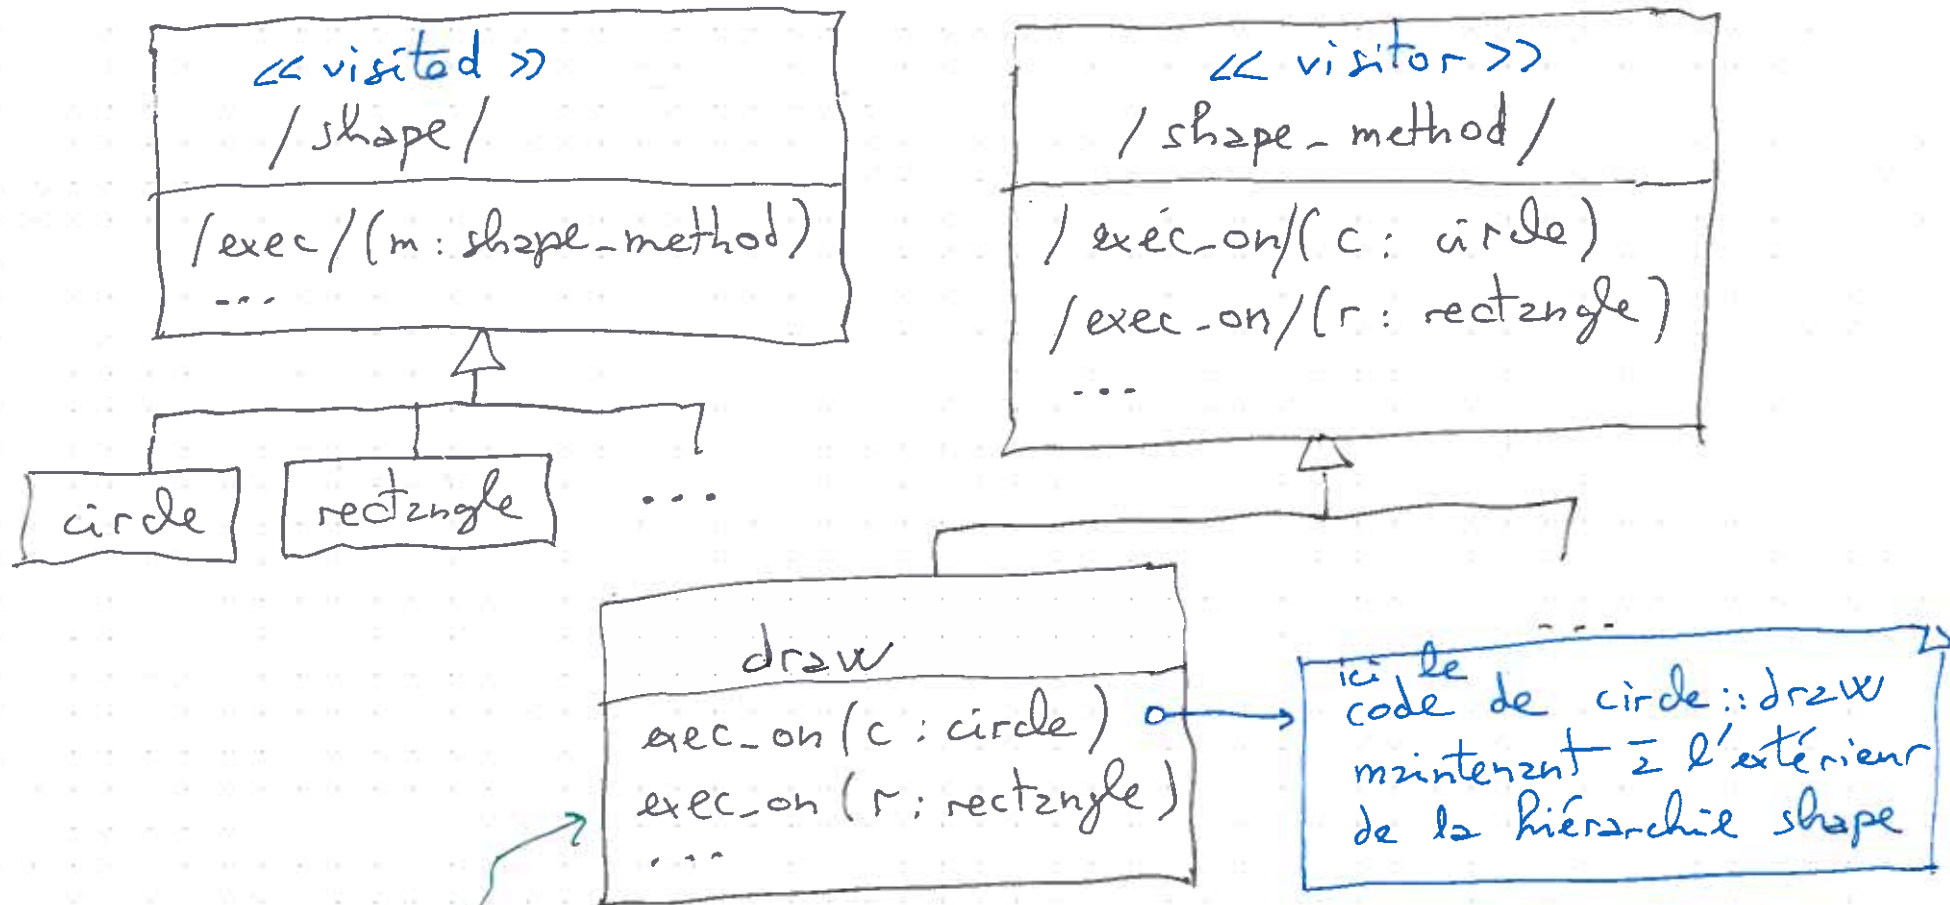 << visited >>
/shape/
/exec/(m: shape_method)
...
circle
rectangle
...
<< visitor >>
/shape_method/
/exec_on/(c: circle)
/exec_on/(r: rectangle)
...
...
draw
exec_on(c: circle)
exec_on(r: rectangle)
...
ici le
code de circle::draw
maintenant à l'extérieur
de la hiérarchie shape